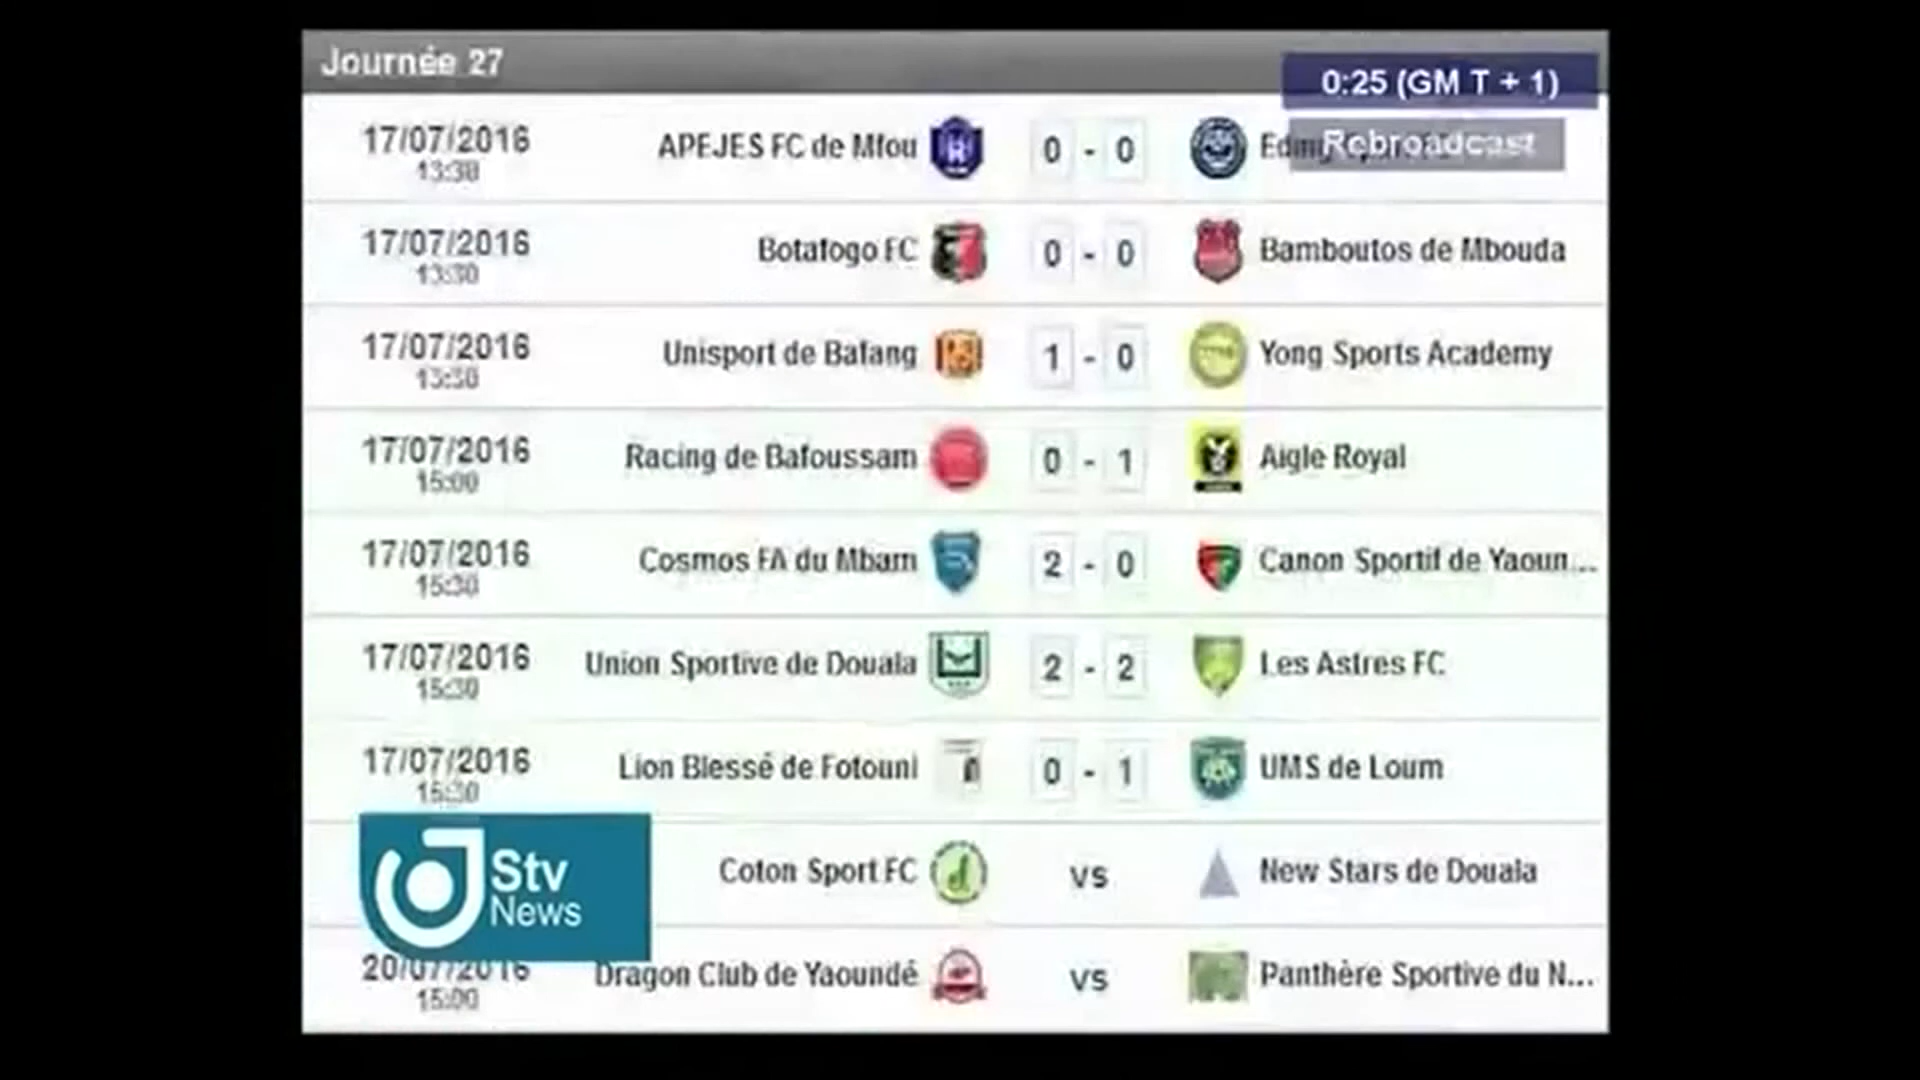 Journée 27
0:25 (GM T + 1)
Rebroadcast
17/07/2016 APEJES FC de Mfou 0 - 0
13:30
17/07/2016 Botafogo FC 0 - 0 Bamboutos de Mbouda
13:30
17/07/2016 Unisport de Bafang 1 - 0 Yong Sports Academy
13:30
17/07/2016 Racing de Bafoussam 0 - 1 Aigle Royal
15:00
17/07/2016 Cosmos FA du Mbam 2 - 0 Canon Sportif de Yaoun...
15:30
17/07/2016 Union Sportive de Douala 2 - 2 Les Astres FC
15:30
17/07/2016 Lion Blessé de Fotouni 0 - 1 UMS de Loum
15:30
Stv
News
Coton Sport FC vs New Stars de Douala
20/07/2016 Dragon Club de Yaoundé vs Panthère Sportive du N...
15:00